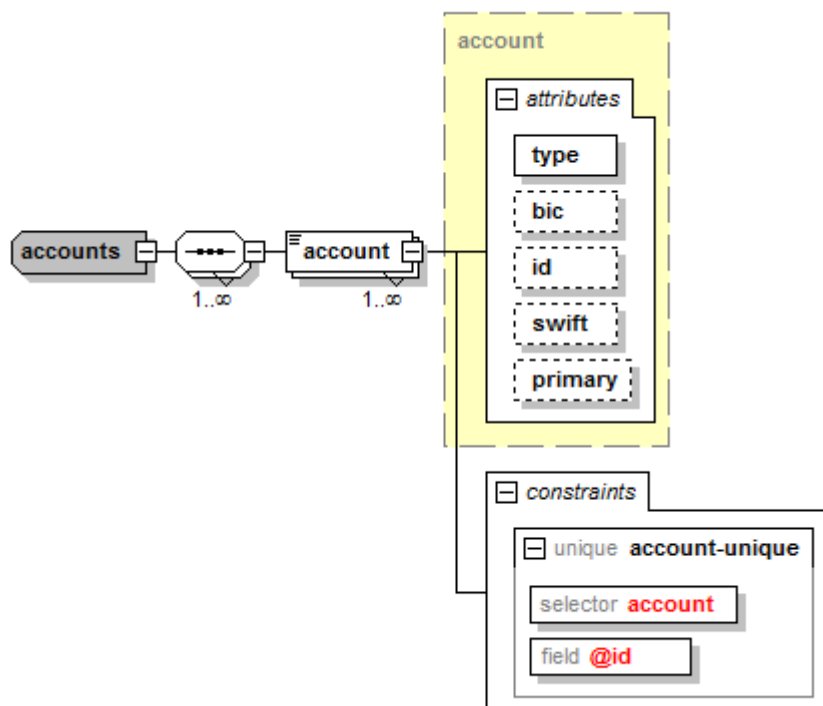 account
attributes
type
bic
id
swift
primary
accounts
account
1..∞
1..∞
constraints
unique account-unique
selector account
field @id